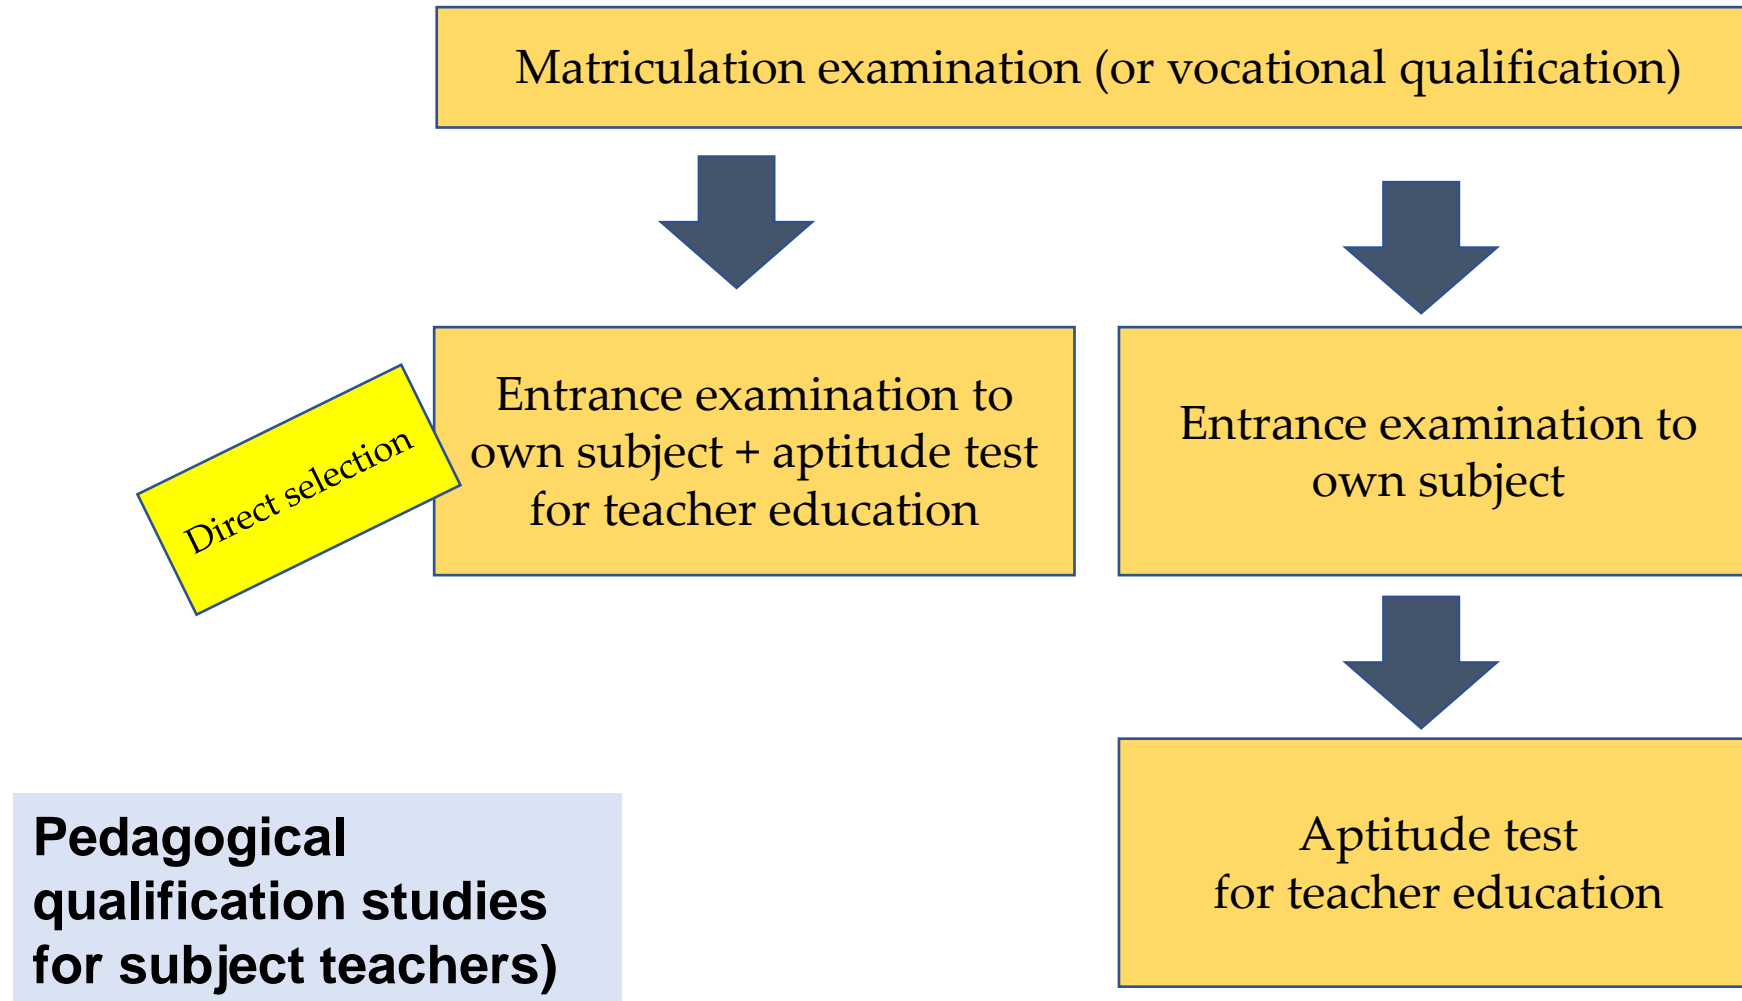 Matriculation examination (or vocational qualification)
Direct selection
Entrance examination to
own subject + aptitude test
for teacher education
Entrance examination to
own subject
Aptitude test
for teacher education
Pedagogical
qualification studies
for subject teachers)